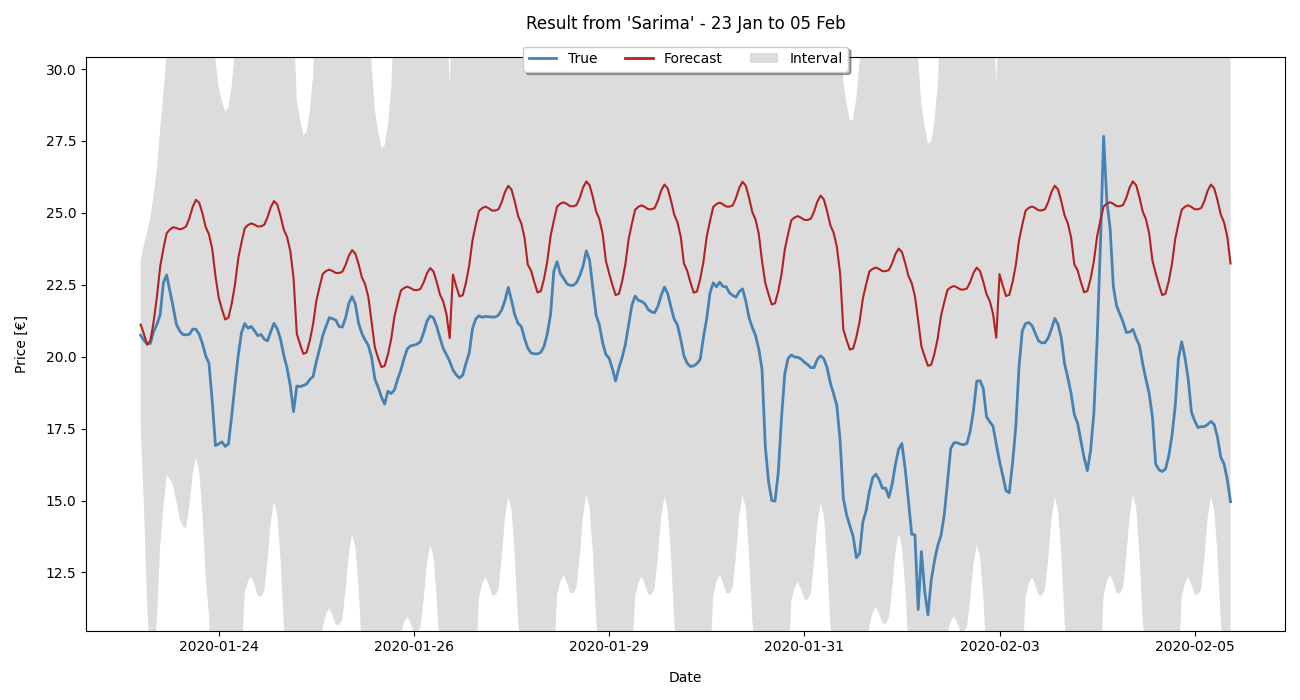 Result from 'Sarima' - 23 Jan to 05 Feb
True Forecast Interval
30.0
27.5
25.0
22.5
20.0
17.5
15.0
12.5
Price [€]
2020-01-24 2020-01-26 2020-01-29 2020-01-31 2020-02-03 2020-02-05
Date